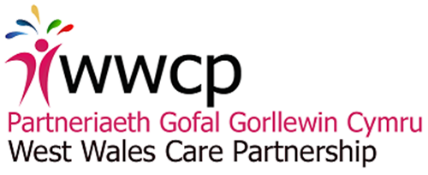 wwcp
Partneriaeth Gofal Gorllewin Cymru
West Wales Care Partnership